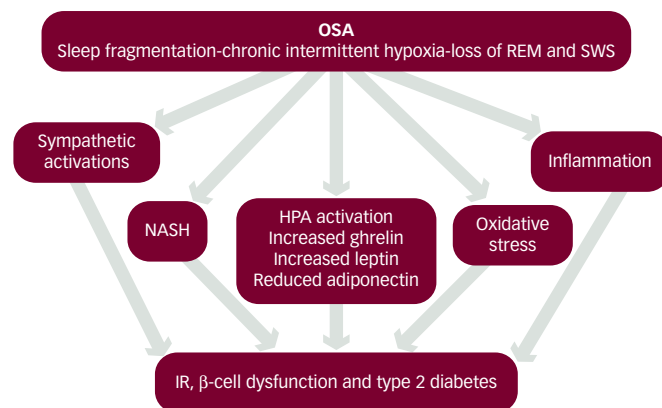 OSA
Sleep fragmentation-chronic intermittent hypoxia-loss of REM and SWS
Sympathetic
activations
Inflammation
NASH
HPA activation
Increased ghrelin
Increased leptin
Reduced adiponectin
Oxidative
stress
IR, β-cell dysfunction and type 2 diabetes